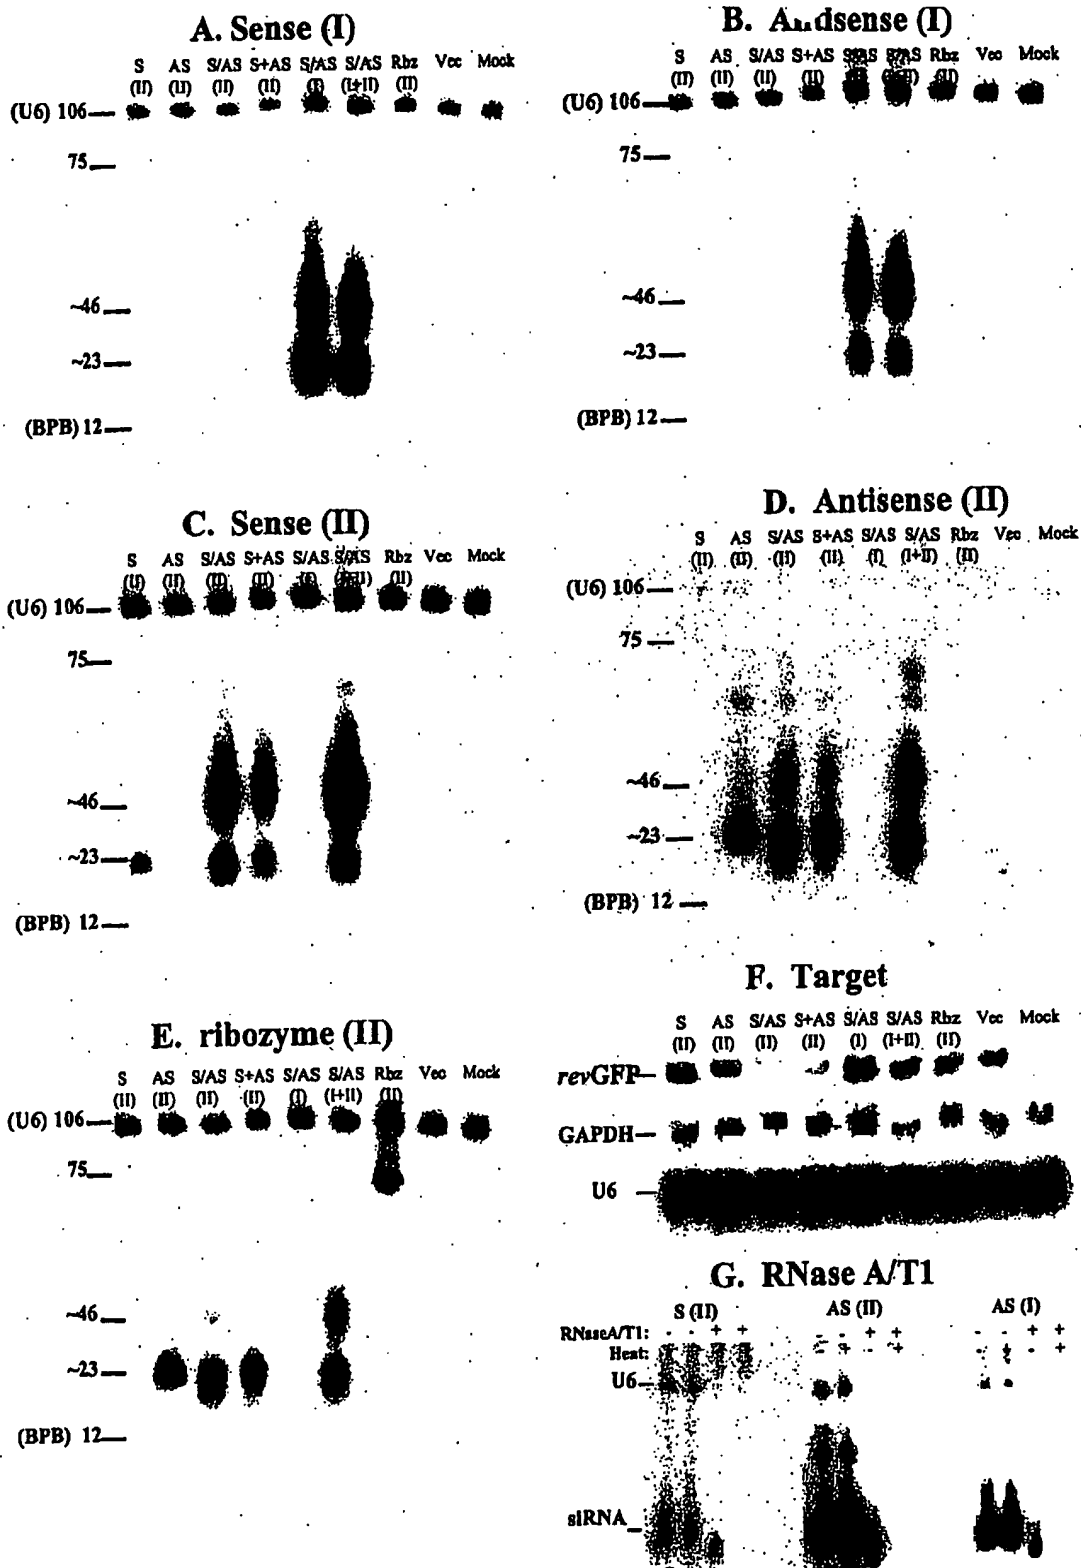 A. Sense (I)
S AS S/AS S+AS S/AS S/AS Rbz Vec Mock
(II) (II) (II) (II) (I) (I+II) (II)
(U6) 106
75
~46
~23
(BPB) 12
B. (I)
S AS S/AS S+AS Rbz Vec Mock
(II) (II) (II) (II)
(U6) 106
75
~46
~23
(BPB) 12
C. Sense (II)
S AS S/AS S+AS S/AS S/AS Rbz Vec Mock
(II) (II) (II) (II) (I) (II)
(U6) 106
75
~46
~23
(BPB) 12
D. Antisense (II)
S AS S/AS S+AS S/AS S/AS Rbz Vec Mock
(II) (II) (II) (II) (I) (I+II) (II)
(U6) 106
75
~46
~23
(BPB) 12
E. ribozyme (II)
S AS S/AS S+AS S/AS S/AS Rbz Vec Mock
(II) (II) (II) (II) (I) (I+II) (II)
(U6) 106
75
~46
~23
(BPB) 12
F. Target
S AS S/AS S+AS S/AS S/AS Rbz Vec Mock
(II) (II) (II) (II) (I) (I+II) (II)
revGFP
GAPDH
U6
G. RNase A/T1
S (II) AS (II) AS (I)
RNaseA/T1: - - + + - - + + - - + +
Heat: - + - + - + - +
U6
siRNA